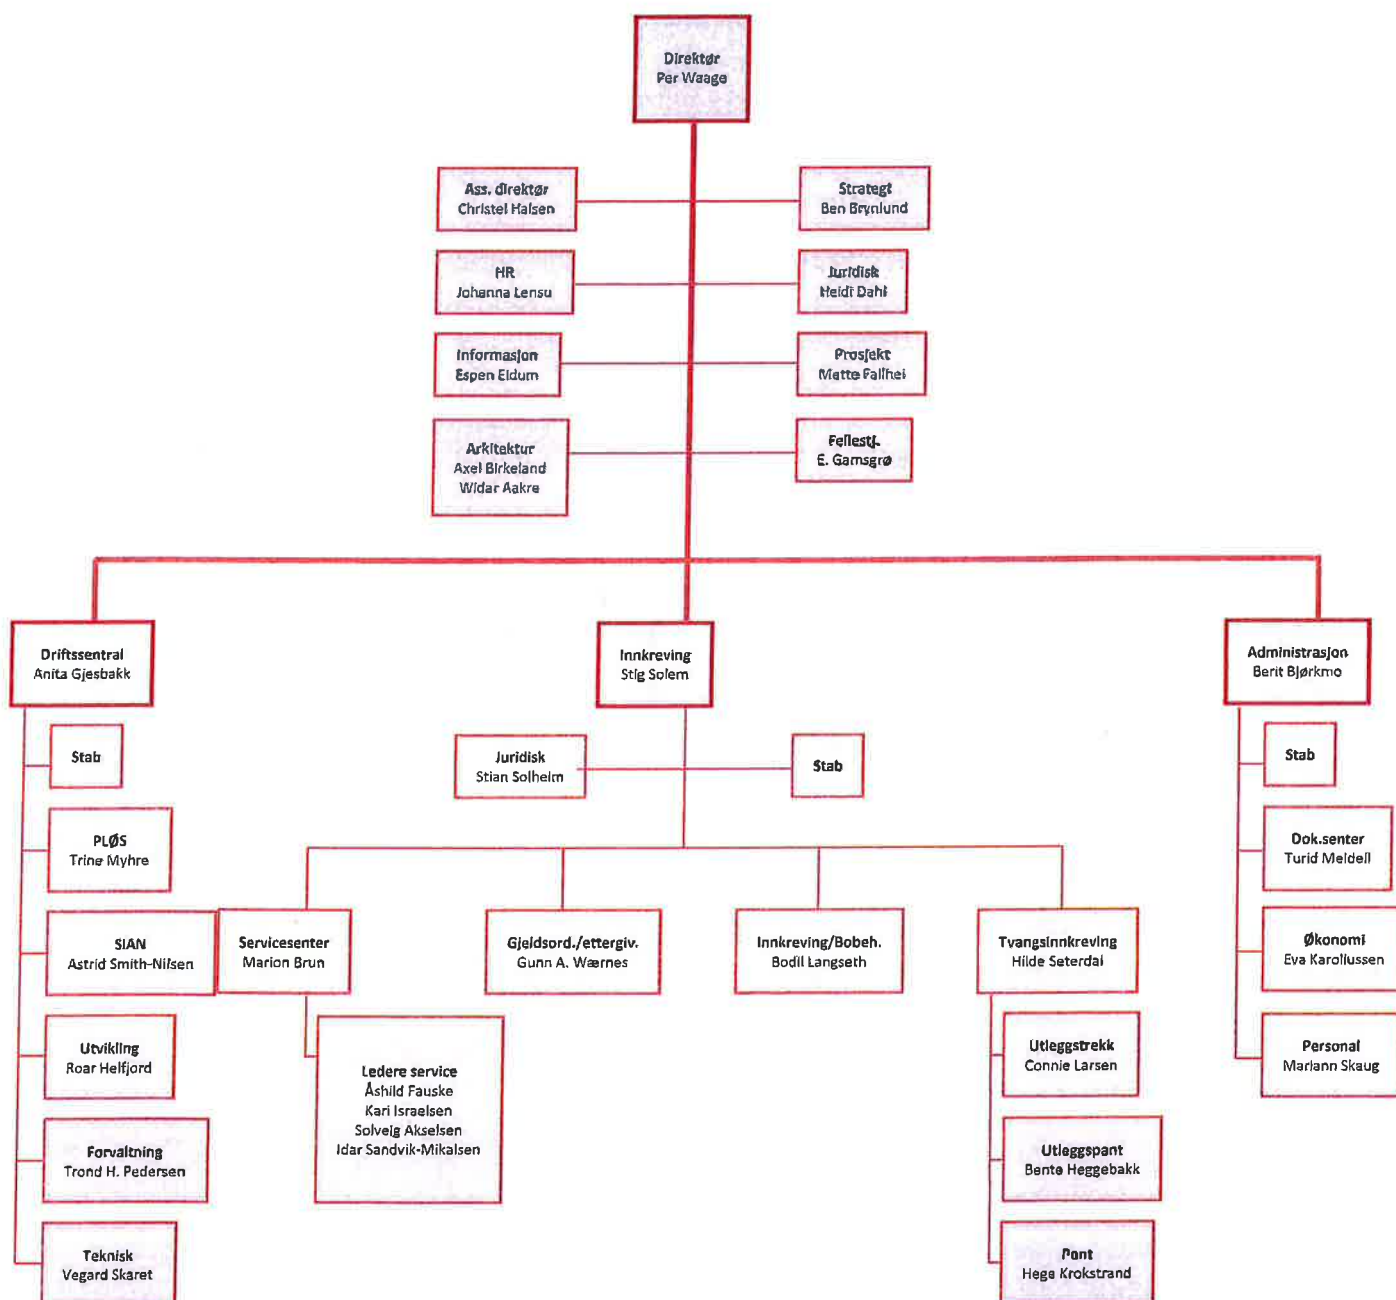 Direktør
Per Waage
Ass. direktør
Christel Halsen
Strategi
Ben Brynlund
HR
Johanna Lensu
Juridisk
Heidi Dahl
Informasjon
Espen Eldum
Prosjekt
Mette Fallhei
Arkitektur
Axel Birkeland
Widar Aakre
Fellestj.
E. Gamsgrø
Driftssentral
Anita Gjesbakk
Innkreving
Stig Solem
Administrasjon
Berit Bjørkmo
Stab
Juridisk
Stian Solheim
Stab
Stab
PLØS
Trine Myhre
Dok.senter
Turid Meldell
SIAN
Astrid Smith-Nilsen
Servicesenter
Marion Brun
Gjeldsord./ettergiv.
Gunn A. Wærnes
Innkreving/Bobeh.
Bodil Langseth
Tvangsinnkreving
Hilde Seterdal
Økonomi
Eva Karoliussen
Utvikling
Roar Helfjord
Ledere service
Åshild Fauske
Kari Israelsen
Solveig Akselsen
Idar Sandvik-Mikalsen
Utleggstrekk
Connie Larsen
Personal
Mariann Skaug
Forvaltning
Trond H. Pedersen
Utleggspant
Bente Heggebakk
Teknisk
Vegard Skaret
Pant
Hege Krokstrand